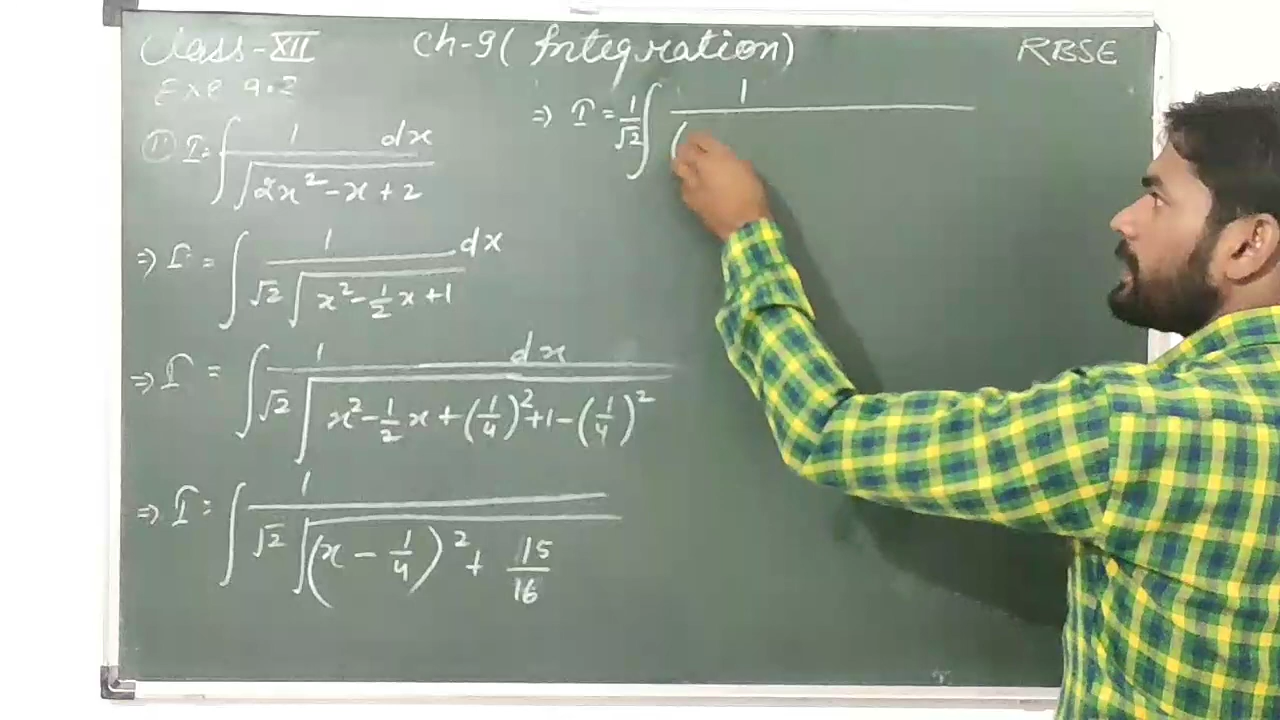 Class-XII Ch-9 (Integration) RBSE
Exe 9.2
I = ∫ 1/√(2x² - x + 2) dx
⇒ I = ∫ 1/(√2 √(x² - 1/2 x + 1)) dx
⇒ I = ∫ 1/(√2 √(x² - 1/2 x + (1/4)² + 1 - (1/4)²)) dx
⇒ I = ∫ 1/(√2 √((x - 1/4)² + 15/16))
⇒ I = 1/√2 ∫ 1/(